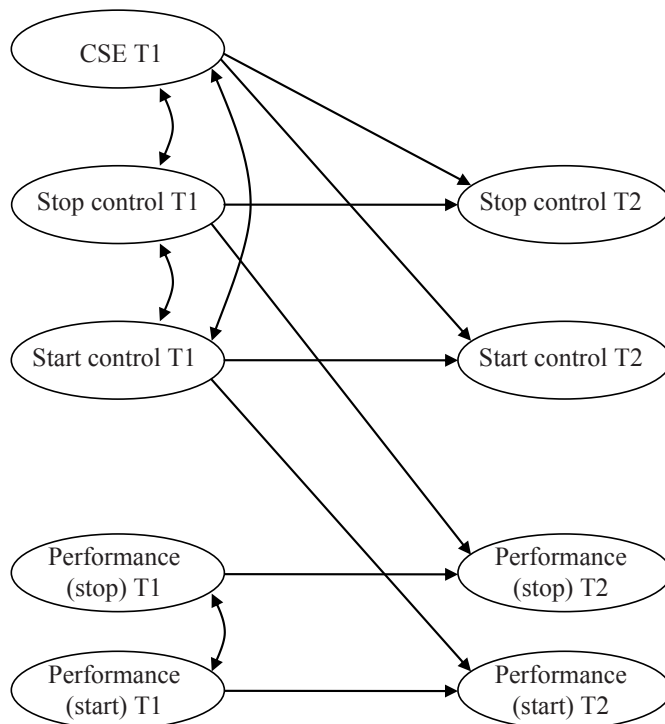 CSE T1
Stop control T1
Stop control T2
Start control T1
Start control T2
Performance
(stop) T1
Performance
(stop) T2
Performance
(start) T1
Performance
(start) T2